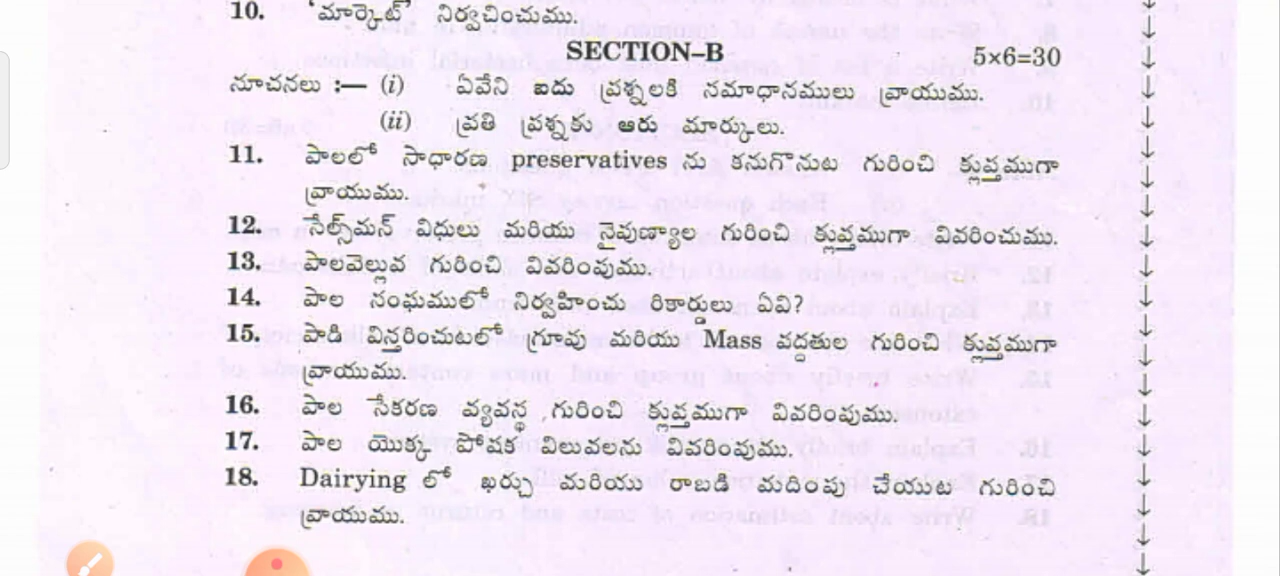 10. 'మార్కెట్' నిర్వచించుము.
SECTION–B 5×6=30
సూచనలు :— (i) ఏవేని ఐదు ప్రశ్నలకి సమాధానములు వ్రాయుము.
(ii) ప్రతి ప్రశ్నకు ఆరు మార్కులు.
11. పాలలో సాధారణ preservatives ను కనుగొనుట గురించి క్లుప్తముగా
వ్రాయుము.
12. సేల్స్‌మన్ విధులు మరియు నైపుణ్యాల గురించి క్లుప్తముగా వివరించుము.
13. పాలవెల్లువ గురించి వివరింపుము.
14. పాల సంఘములో నిర్వహించు రికార్డులు ఏవి?
15. పాడి విస్తరించుటలో గ్రూపు మరియు Mass పద్దతుల గురించి క్లుప్తముగా
వ్రాయుము.
16. పాల సేకరణ వ్యవస్థ గురించి క్లుప్తముగా వివరింపుము.
17. పాల యొక్క పోషక విలువలను వివరింపుము.
18. Dairying లో ఖర్చు మరియు రాబడి మదింపు చేయుట గురించి
వ్రాయుము.